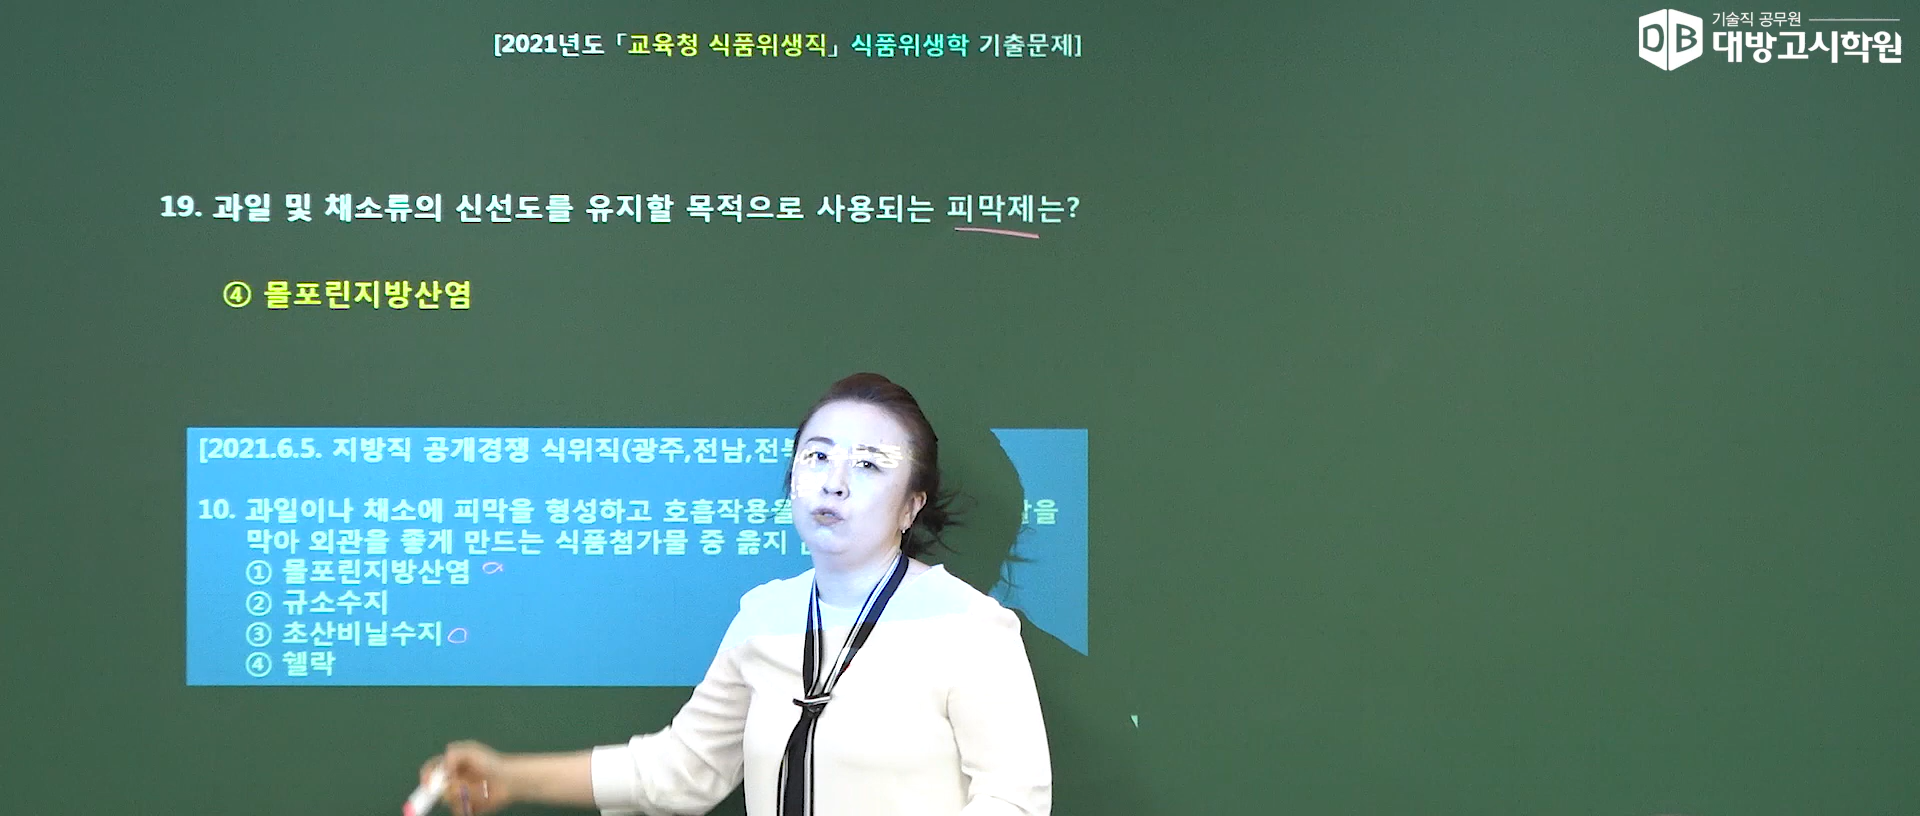 [2021년도 「교육청 식품위생직」 식품위생학 기출문제]
기술직 공무원
DB 대방고시학원
19. 과일 및 채소류의 신선도를 유지할 목적으로 사용되는 피막제는?
④ 몰포린지방산염
[2021.6.5. 지방직 공개경쟁 식위직(광주,전남,전북
10. 과일이나 채소에 피막을 형성하고 호흡작용을
막아 외관을 좋게 만드는 식품첨가물 중 옳지
① 몰포린지방산염
② 규소수지
③ 초산비닐수지
④ 쉘락